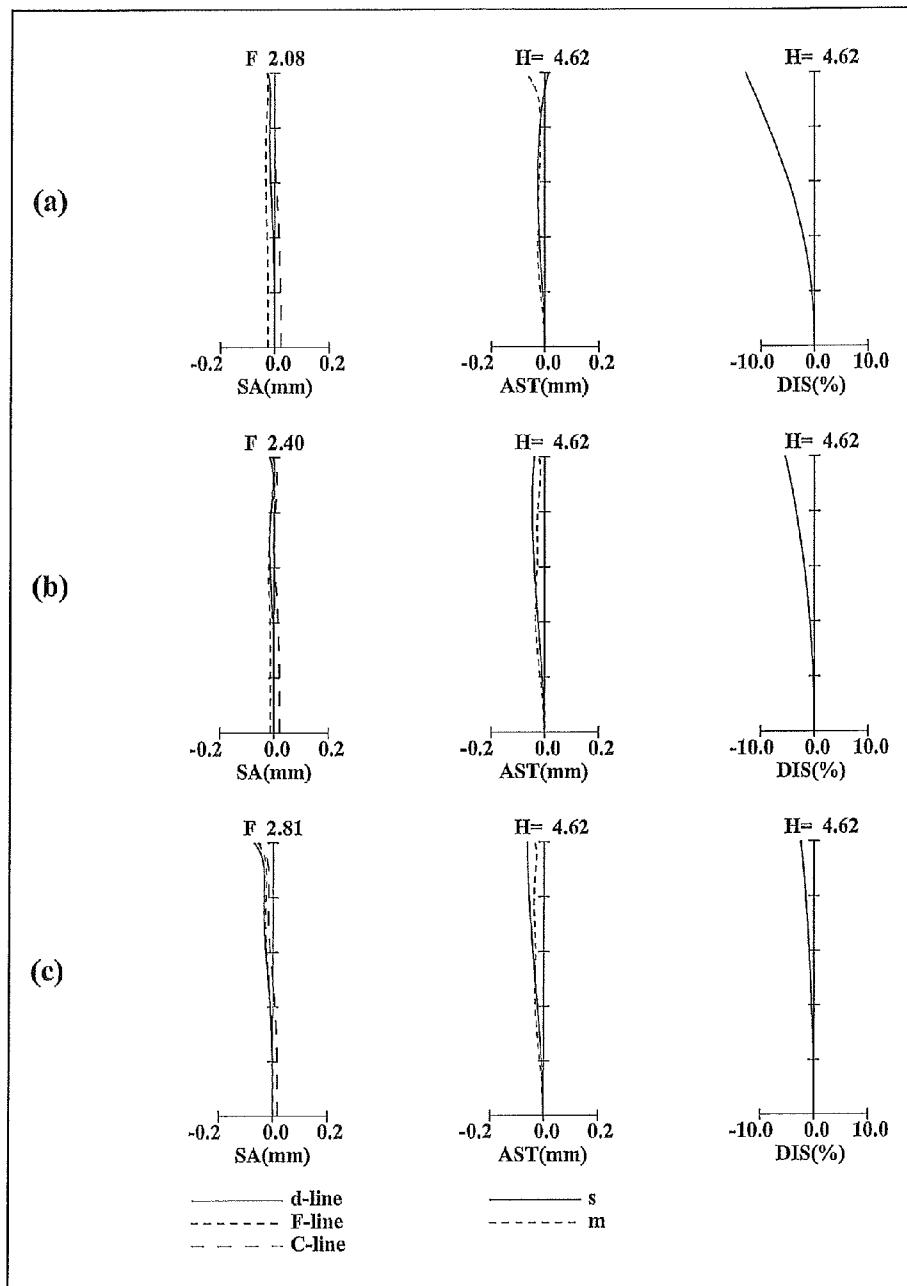 F 2.08 H= 4.62 H= 4.62
(a)
-0.2 0.0 0.2 -0.2 0.0 0.2 -10.0 0.0 10.0
SA(mm) AST(mm) DIS(%)
F 2.40 H= 4.62 H= 4.62
(b)
-0.2 0.0 0.2 -0.2 0.0 0.2 -10.0 0.0 10.0
SA(mm) AST(mm) DIS(%)
F 2.81 H= 4.62 H= 4.62
(c)
-0.2 0.0 0.2 -0.2 0.0 0.2 -10.0 0.0 10.0
SA(mm) AST(mm) DIS(%)
d-line s
F-line m
C-line